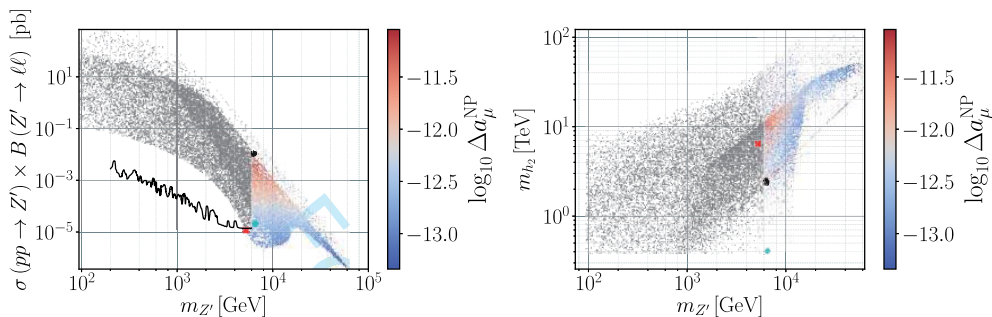 σ (pp → Z′) × B (Z′ → ℓℓ) [pb]
10¹
10⁻¹
10⁻³
10⁻⁵
10² 10³ 10⁴ 10⁵
m_{Z′} [GeV]
−11.5
−12.0
−12.5
−13.0
log₁₀ Δa_μ^{NP}
m_{h₂} [TeV]
10²
10¹
10⁰
10² 10³ 10⁴
m_{Z′} [GeV]
−11.5
−12.0
−12.5
−13.0
log₁₀ Δa_μ^{NP}